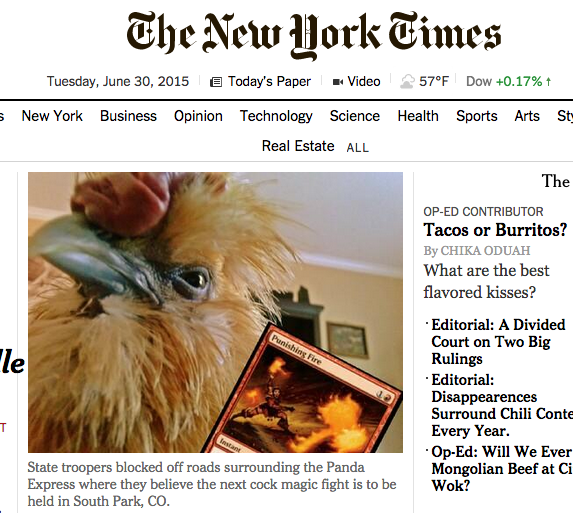 The New York Times
Tuesday, June 30, 2015 Today's Paper Video 57°F Dow +0.17% ↑
s New York Business Opinion Technology Science Health Sports Arts Sty
Real Estate ALL
The
OP-ED CONTRIBUTOR
Tacos or Burritos?
By CHIKA ODUAH
What are the best
flavored kisses?
· Editorial: A Divided
Court on Two Big
Rulings
· Editorial:
Disappearences
Surround Chili Conte
Every Year.
· Op-Ed: Will We Ever
Mongolian Beef at Ci
Wok?
lle
T
Punishing Fire 1
Instant
State troopers blocked off roads surrounding the Panda
Express where they believe the next cock magic fight is to be
held in South Park, CO.